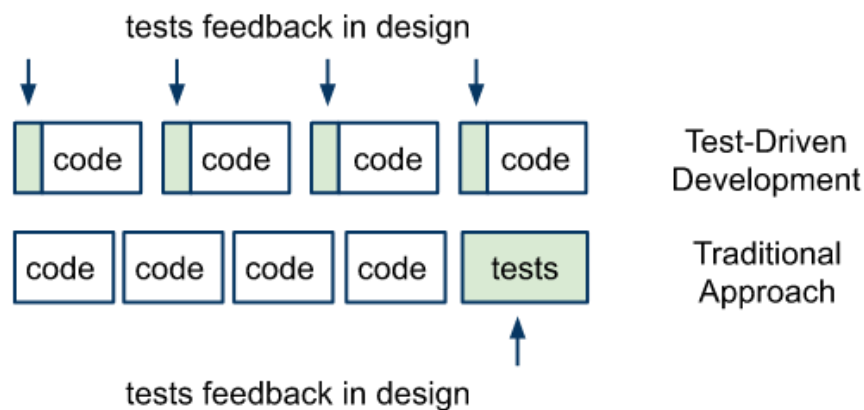 tests feedback in design
code code code code
Test-Driven
Development
code code code code tests
Traditional
Approach
tests feedback in design